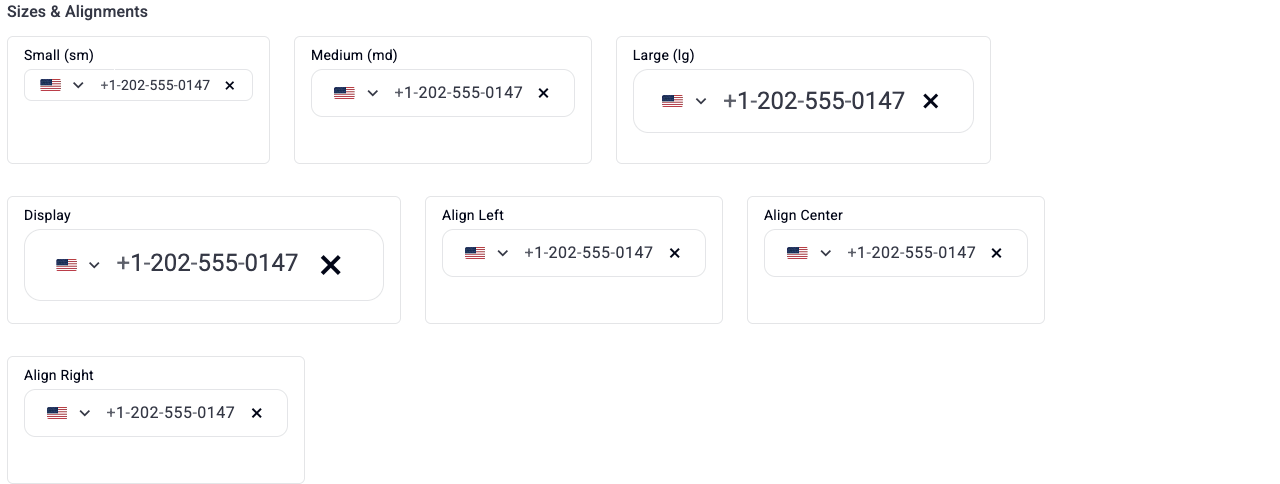 Sizes & Alignments
Small (sm)
+1-202-555-0147
Medium (md)
+1-202-555-0147
Large (lg)
+1-202-555-0147
Display
+1-202-555-0147
Align Left
+1-202-555-0147
Align Center
+1-202-555-0147
Align Right
+1-202-555-0147